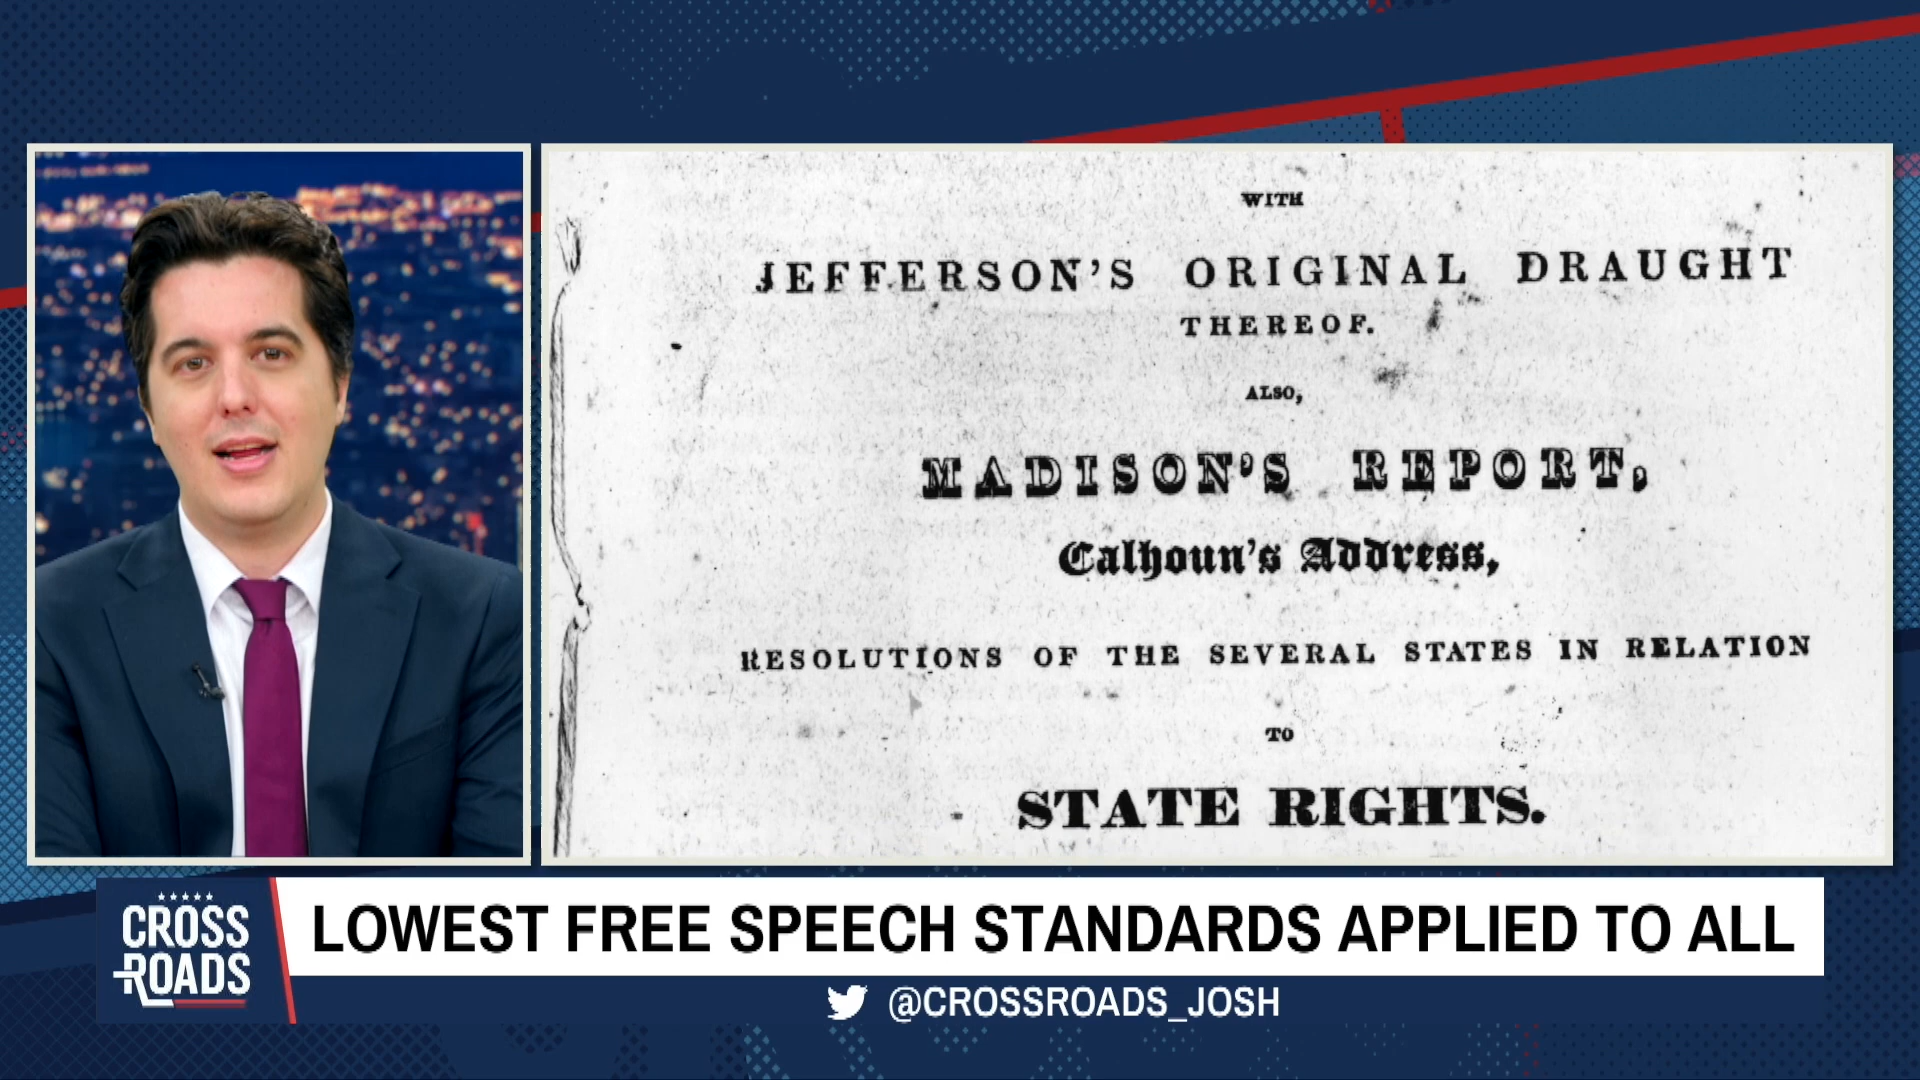 WITH
JEFFERSON'S ORIGINAL DRAUGHT
THEREOF.
ALSO,
MADISON'S REPORT,
Calhoun's Address,
RESOLUTIONS OF THE SEVERAL STATES IN RELATION
TO
STATE RIGHTS.
CROSS
ROADS
LOWEST FREE SPEECH STANDARDS APPLIED TO ALL
@CROSSROADS_JOSH